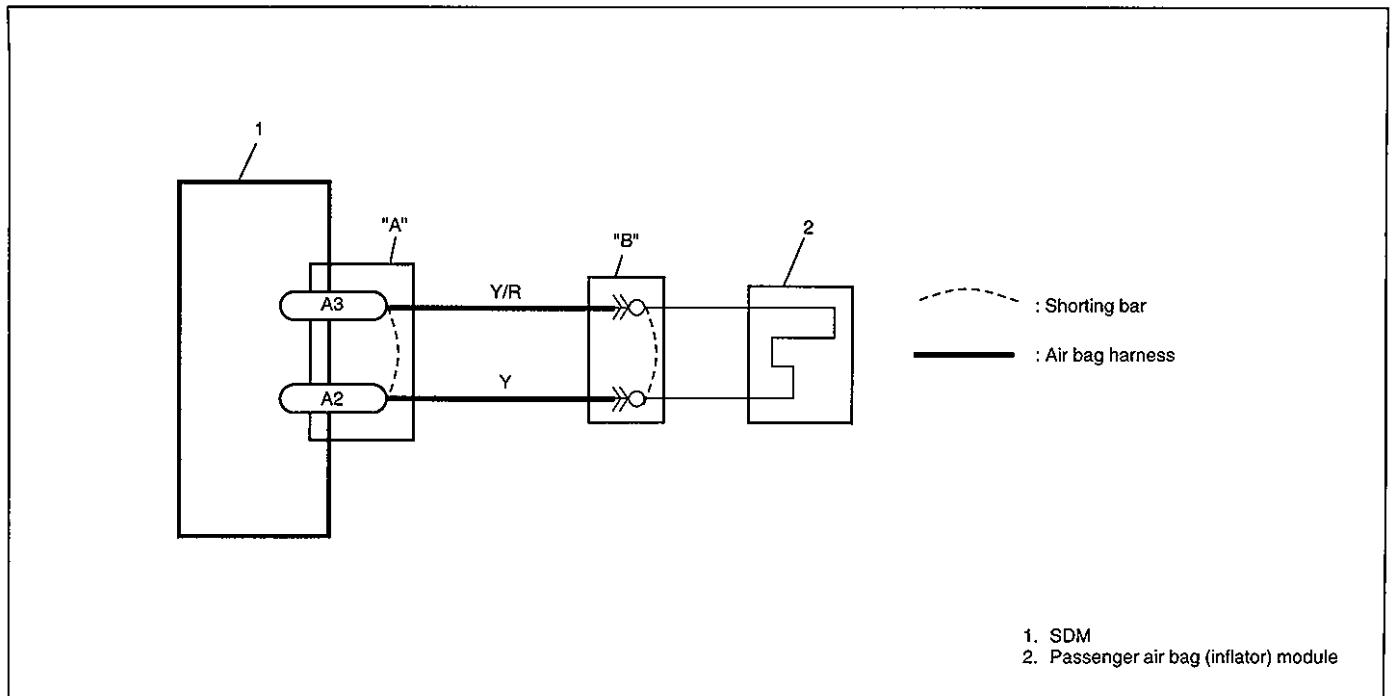 1
"A"
"B"
2
A3
Y/R
: Shorting bar
: Air bag harness
A2
Y
1. SDM
2. Passenger air bag (inflator) module